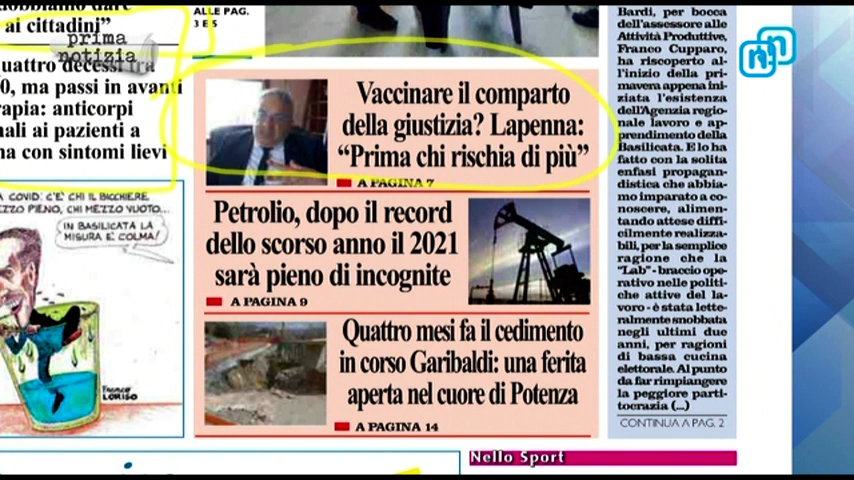 dobbiamo dare
ai cittadini”
prima
notizia
quattro decessi fra
0, ma passi in avanti
rapia: anticorpi
nali ai pazienti a
na con sintomi lievi
COVID: C'È CHI IL BICCHIERE
MEZZO PIENO, CHI MEZZO VUOTO...
IN BASILICATA LA
MISURA È COLMA!
LORISO
ALLE PAG.
3 E 5
Vaccinare il comparto
della giustizia? Lapenna:
“Prima chi rischia di più”
A PAGINA 7
Petrolio, dopo il record
dello scorso anno il 2021
sarà pieno di incognite
A PAGINA 9
Quattro mesi fa il cedimento
in corso Garibaldi: una ferita
aperta nel cuore di Potenza
A PAGINA 14
Nello Sport
Bardi, per bocca
dell'assessore alle
Attività Produttive,
Franco Cupparo,
ha riscoperto al-
l'inizio della pri-
mavera appena ini-
ziata l'esistenza
dell'Agenzia regio-
nale lavoro e ap-
prendimento della
Basilicata. E lo ha
fatto con la solita
enfasi propagan-
distica che abbia-
mo imparato a co-
noscere, alimen-
tando attese diffi-
cilmente realizza-
bili, per la semplice
ragione che la
“Lab” - braccio ope-
rativo nelle politi-
che attive del la-
voro - è stata lette-
ralmente snobbata
negli ultimi due
anni, per ragioni
di bassa cucina
elettorale. Al punto
da far rimpiangere
la peggiore parti-
tocrazia (...)
CONTINUA A PAG. 2